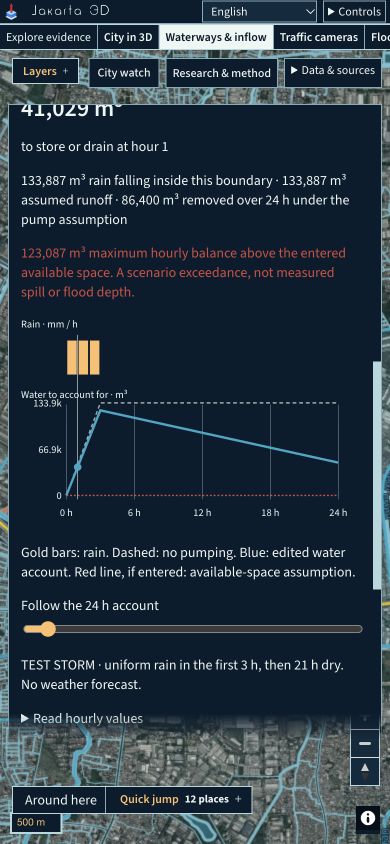 Jakarta 3D
English
▶ Controls
Explore evidence
City in 3D
Waterways & inflow
Traffic cameras
Layers +
City watch
Research & method
▶ Data & sources
41,029 m³
to store or drain at hour 1
133,887 m³ rain falling inside this boundary · 133,887 m³
assumed runoff · 86,400 m³ removed over 24 h under the
pump assumption
123,087 m³ maximum hourly balance above the entered
available space. A scenario exceedance, not measured
spill or flood depth.
Rain · mm / h
Water to account for · m³
133.9k
66.9k
0
0 h
6 h
12 h
18 h
24 h
Gold bars: rain. Dashed: no pumping. Blue: edited water
account. Red line, if entered: available-space assumption.
Follow the 24 h account
TEST STORM · uniform rain in the first 3 h, then 21 h dry.
No weather forecast.
▶ Read hourly values
Around here
Quick jump 12 places +
500 m